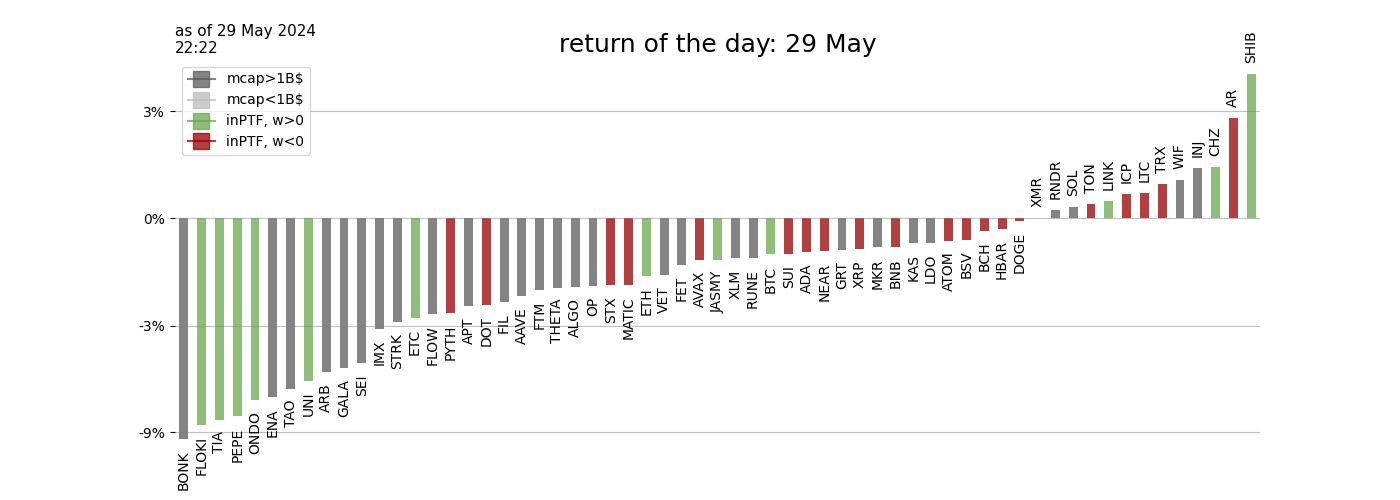 as of 29 May 2024
22:22
return of the day: 29 May
mcap>1B$
mcap<1B$
inPTF, w>0
inPTF, w<0
3%
0%
-3%
-9%
BONK
FLOKI
TIA
PEPE
ONDO
ENA
TAO
UNI
ARB
GALA
SEI
IMX
STRK
ETC
FLOW
PYTH
APT
DOT
FIL
AAVE
FTM
THETA
ALGO
OP
STX
MATIC
ETH
VET
FET
AVAX
JASMY
XLM
RUNE
BTC
SUI
ADA
NEAR
GRT
XRP
MKR
BNB
KAS
LDO
ATOM
BSV
BCH
HBAR
DOGE
XMR
RNDR
SOL
TON
LINK
ICP
LTC
TRX
WIF
INJ
CHZ
AR
SHIB